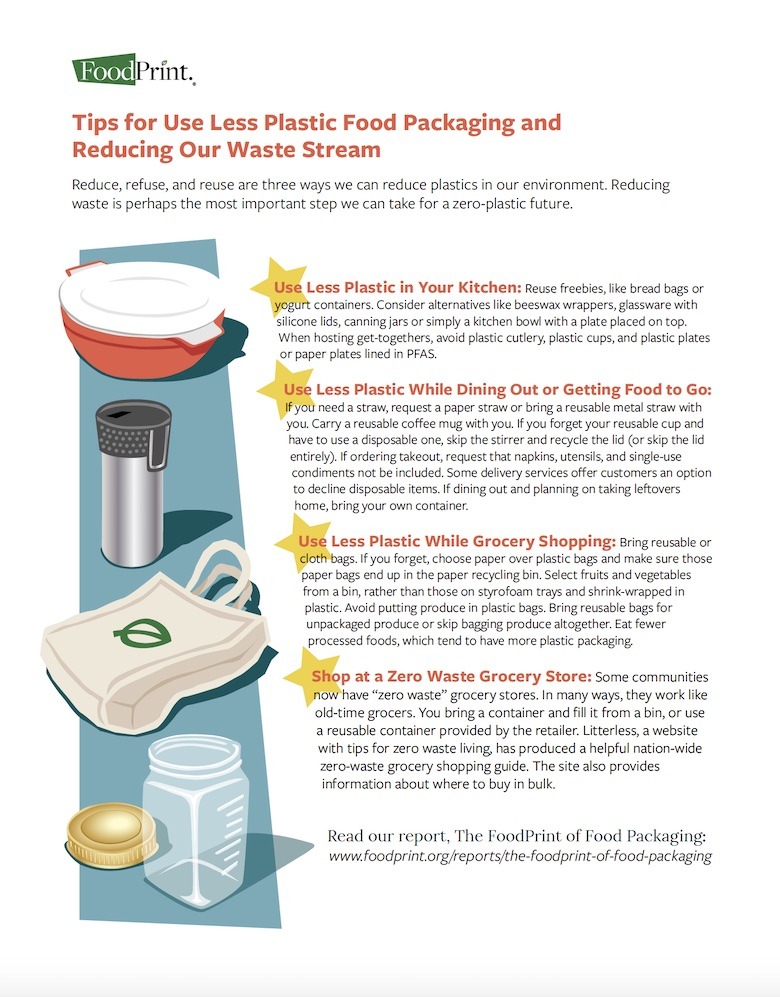 FoodPrint.
Tips for Use Less Plastic Food Packaging and
Reducing Our Waste Stream
Reduce, refuse, and reuse are three ways we can reduce plastics in our environment. Reducing
waste is perhaps the most important step we can take for a zero-plastic future.
Use Less Plastic in Your Kitchen: Reuse freebies, like bread bags or
yogurt containers. Consider alternatives like beeswax wrappers, glassware with
silicone lids, canning jars or simply a kitchen bowl with a plate placed on top.
When hosting get-togethers, avoid plastic cutlery, plastic cups, and plastic plates
or paper plates lined in PFAS.
Use Less Plastic While Dining Out or Getting Food to Go:
If you need a straw, request a paper straw or bring a reusable metal straw with
you. Carry a reusable coffee mug with you. If you forget your reusable cup and
have to use a disposable one, skip the stirrer and recycle the lid (or skip the lid
entirely). If ordering takeout, request that napkins, utensils, and single-use
condiments not be included. Some delivery services offer customers an option
to decline disposable items. If dining out and planning on taking leftovers
home, bring your own container.
Use Less Plastic While Grocery Shopping: Bring reusable or
cloth bags. If you forget, choose paper over plastic bags and make sure those
paper bags end up in the paper recycling bin. Select fruits and vegetables
from a bin, rather than those on styrofoam trays and shrink-wrapped in
plastic. Avoid putting produce in plastic bags. Bring reusable bags for
unpackaged produce or skip bagging produce altogether. Eat fewer
processed foods, which tend to have more plastic packaging.
Shop at a Zero Waste Grocery Store: Some communities
now have “zero waste” grocery stores. In many ways, they work like
old-time grocers. You bring a container and fill it from a bin, or use
a reusable container provided by the retailer. Litterless, a website
with tips for zero waste living, has produced a helpful nation-wide
zero-waste grocery shopping guide. The site also provides
information about where to buy in bulk.
Read our report, The FoodPrint of Food Packaging:
www.foodprint.org/reports/the-foodprint-of-food-packaging